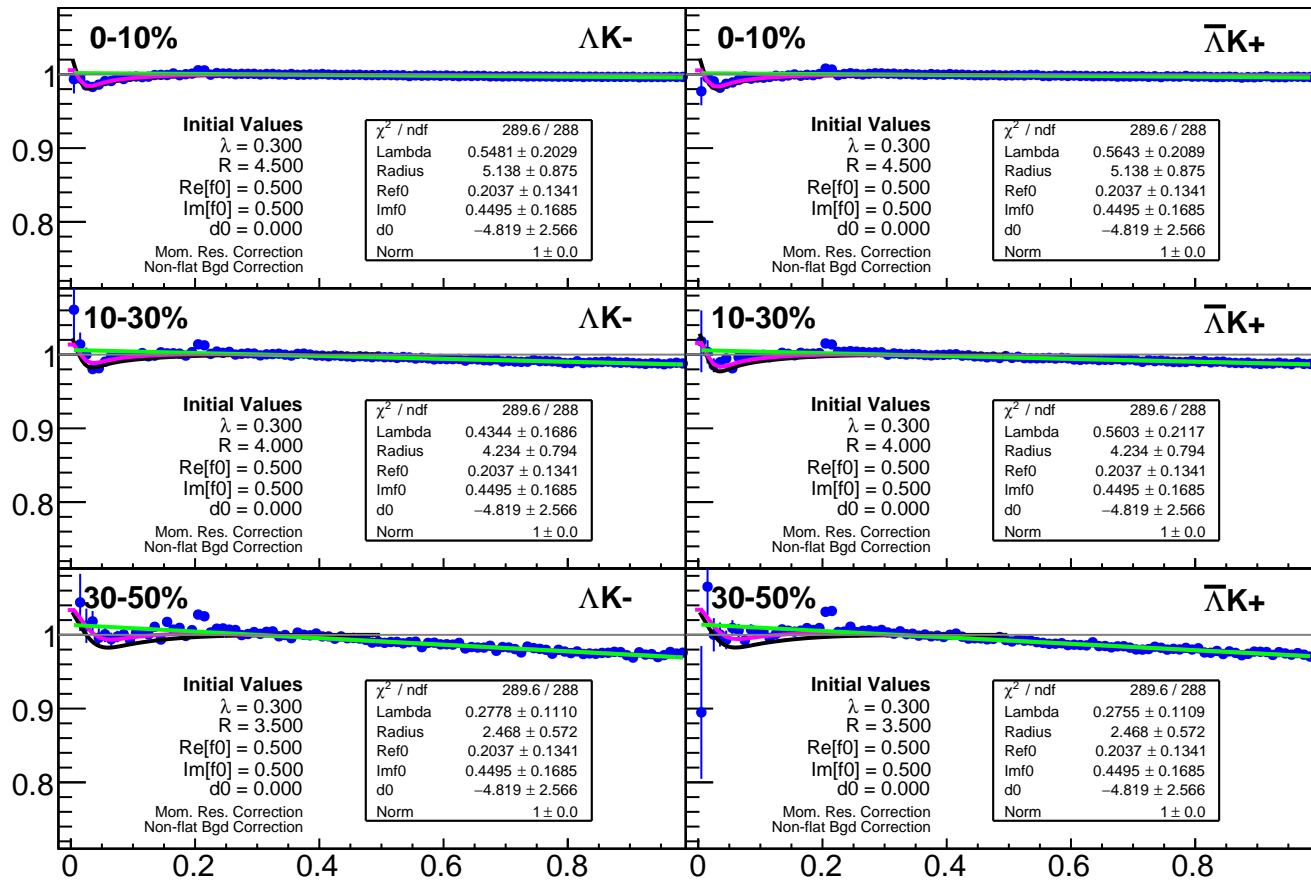 0-10%
ΛK-
1
0.9
0.8
Initial Values
λ = 0.300
R = 4.500
Re[f0] = 0.500
Im[f0] = 0.500
d0 = 0.000
Mom. Res. Correction
Non-flat Bgd Correction
χ² / ndf 289.6 / 288
Lambda 0.5481 ± 0.2029
Radius 5.138 ± 0.875
Ref0 0.2037 ± 0.1341
Imf0 0.4495 ± 0.1685
d0 −4.819 ± 2.566
Norm 1 ± 0.0
0-10%
Λ̅K+
Initial Values
λ = 0.300
R = 4.500
Re[f0] = 0.500
Im[f0] = 0.500
d0 = 0.000
Mom. Res. Correction
Non-flat Bgd Correction
χ² / ndf 289.6 / 288
Lambda 0.5643 ± 0.2089
Radius 5.138 ± 0.875
Ref0 0.2037 ± 0.1341
Imf0 0.4495 ± 0.1685
d0 −4.819 ± 2.566
Norm 1 ± 0.0
10-30%
ΛK-
1
0.9
0.8
Initial Values
λ = 0.300
R = 4.000
Re[f0] = 0.500
Im[f0] = 0.500
d0 = 0.000
Mom. Res. Correction
Non-flat Bgd Correction
χ² / ndf 289.6 / 288
Lambda 0.4344 ± 0.1686
Radius 4.234 ± 0.794
Ref0 0.2037 ± 0.1341
Imf0 0.4495 ± 0.1685
d0 −4.819 ± 2.566
Norm 1 ± 0.0
10-30%
Λ̅K+
Initial Values
λ = 0.300
R = 4.000
Re[f0] = 0.500
Im[f0] = 0.500
d0 = 0.000
Mom. Res. Correction
Non-flat Bgd Correction
χ² / ndf 289.6 / 288
Lambda 0.5603 ± 0.2117
Radius 4.234 ± 0.794
Ref0 0.2037 ± 0.1341
Imf0 0.4495 ± 0.1685
d0 −4.819 ± 2.566
Norm 1 ± 0.0
30-50%
ΛK-
1
0.9
0.8
Initial Values
λ = 0.300
R = 3.500
Re[f0] = 0.500
Im[f0] = 0.500
d0 = 0.000
Mom. Res. Correction
Non-flat Bgd Correction
χ² / ndf 289.6 / 288
Lambda 0.2778 ± 0.1110
Radius 2.468 ± 0.572
Ref0 0.2037 ± 0.1341
Imf0 0.4495 ± 0.1685
d0 −4.819 ± 2.566
Norm 1 ± 0.0
30-50%
Λ̅K+
Initial Values
λ = 0.300
R = 3.500
Re[f0] = 0.500
Im[f0] = 0.500
d0 = 0.000
Mom. Res. Correction
Non-flat Bgd Correction
χ² / ndf 289.6 / 288
Lambda 0.2755 ± 0.1109
Radius 2.468 ± 0.572
Ref0 0.2037 ± 0.1341
Imf0 0.4495 ± 0.1685
d0 −4.819 ± 2.566
Norm 1 ± 0.0
0 0.2 0.4 0.6 0.8 0 0.2 0.4 0.6 0.8